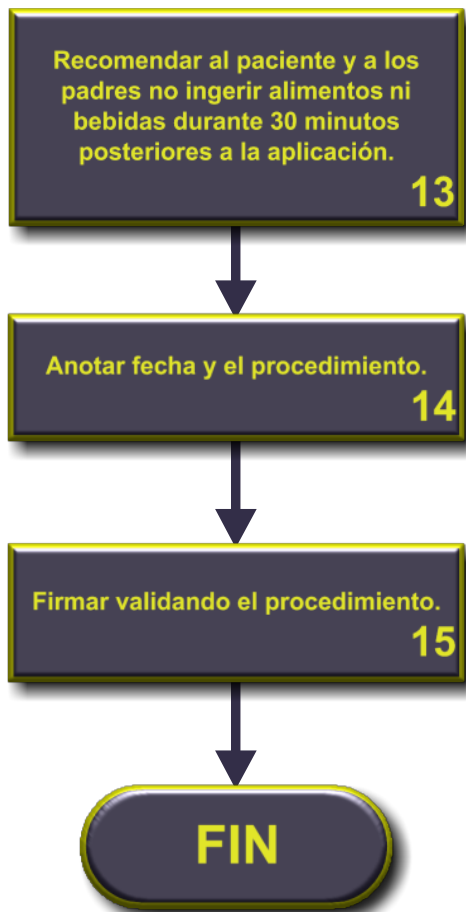 Recomendar al paciente y a los
padres no ingerir alimentos ni
bebidas durante 30 minutos
posteriores a la aplicación.
13
Anotar fecha y el procedimiento.
14
Firmar validando el procedimiento.
15
FIN